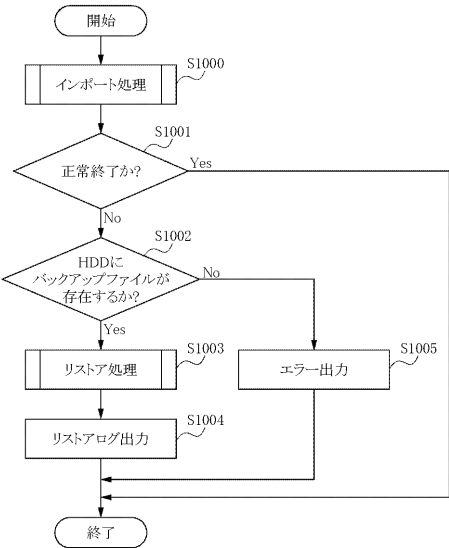 開始
S1000
インポート処理
S1001
正常終了か?
Yes
No
S1002
HDDに
バックアップファイルが
存在するか?
No
Yes
S1003
リストア処理
S1005
エラー出力
S1004
リストアログ出力
終了